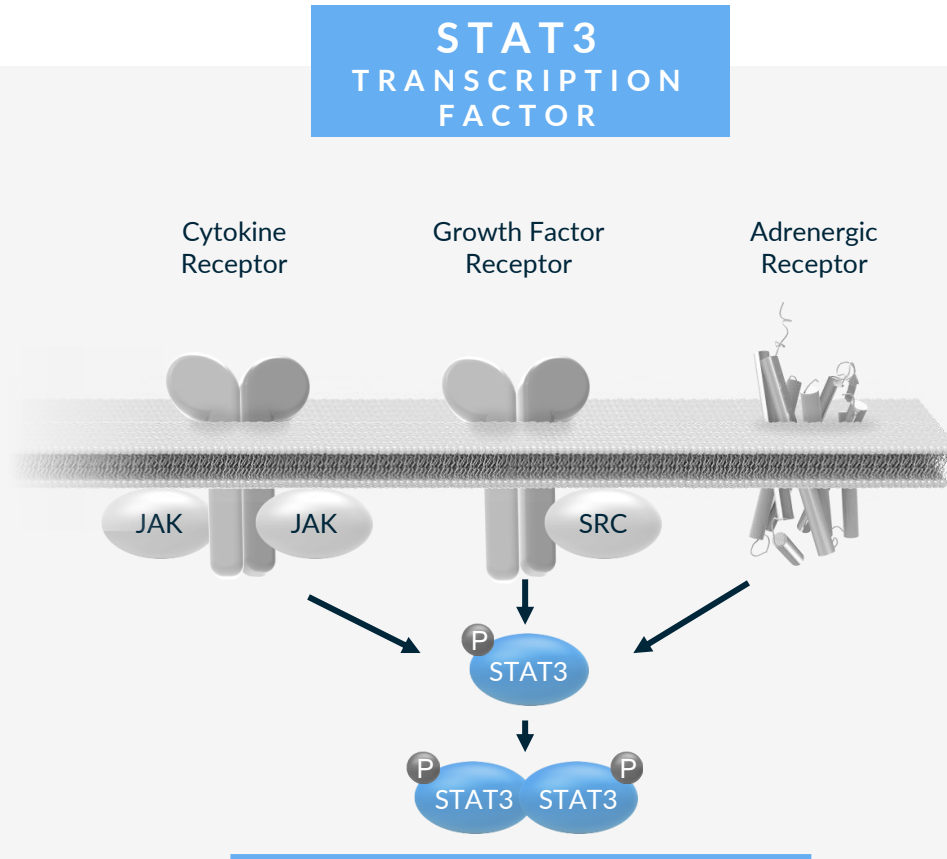 STAT3
TRANSCRIPTION
FACTOR
Cytokine
Receptor
Growth Factor
Receptor
Adrenergic
Receptor
JAK
JAK
SRC
P
STAT3
P
P
STAT3
STAT3